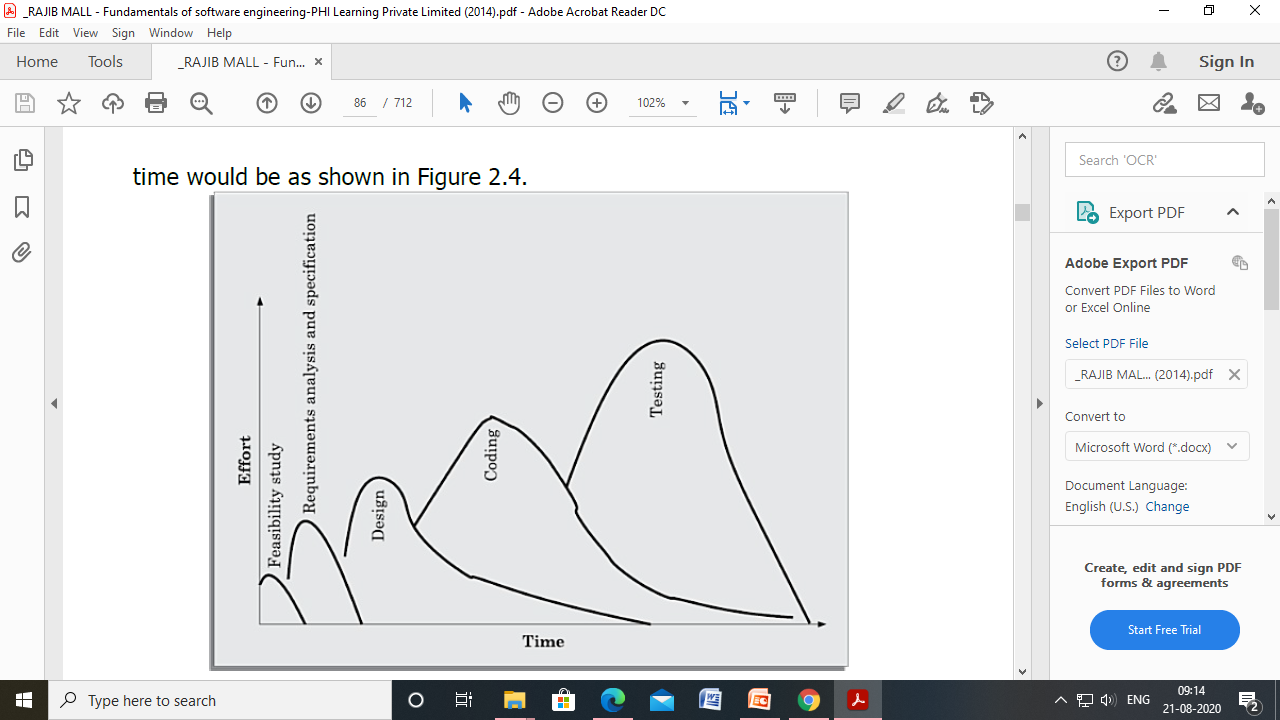 _RAJIB MALL - Fundamentals of software engineering-PHI Learning Private Limited (2014).pdf - Adobe Acrobat Reader DC
File Edit View Sign Window Help
Home Tools _RAJIB MALL - Fun... × Sign In
86 / 712 102%
time would be as shown in Figure 2.4.
Effort
Feasibility study
Requirements analysis and specification
Design
Coding
Testing
Time
Search 'OCR'
Export PDF
Adobe Export PDF
Convert PDF Files to Word
or Excel Online
Select PDF File
_RAJIB MAL... (2014).pdf
Convert to
Microsoft Word (*.docx)
Document Language:
English (U.S.) Change
Create, edit and sign PDF
forms & agreements
Start Free Trial
Type here to search
ENG
09:14
21-08-2020
2